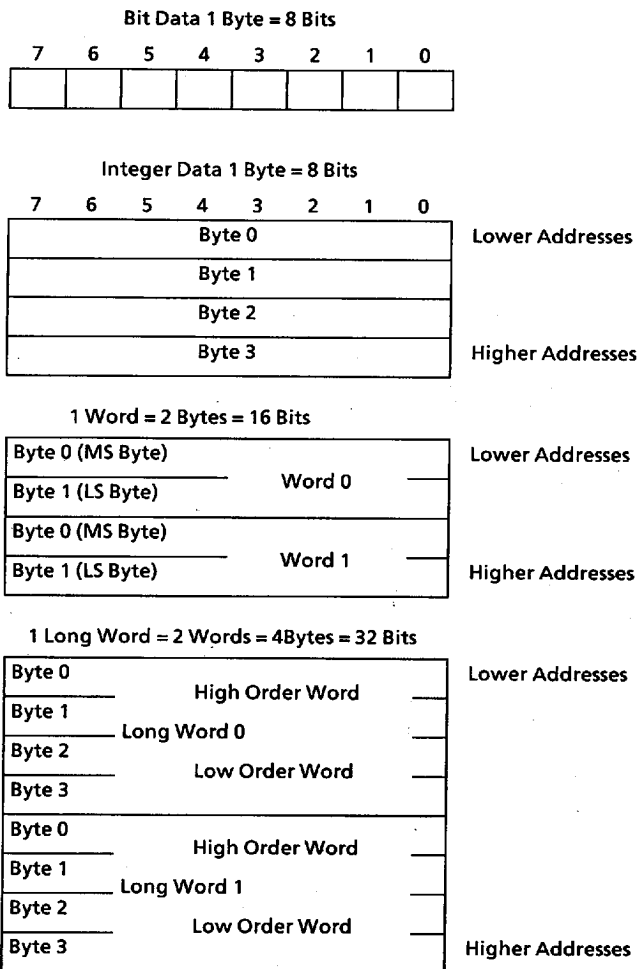 Bit Data 1 Byte = 8 Bits
7 6 5 4 3 2 1 0
Integer Data 1 Byte = 8 Bits
7 6 5 4 3 2 1 0
Byte 0 Lower Addresses
Byte 1
Byte 2
Byte 3 Higher Addresses
1 Word = 2 Bytes = 16 Bits
Byte 0 (MS Byte) Lower Addresses
Word 0
Byte 1 (LS Byte)
Byte 0 (MS Byte)
Word 1
Byte 1 (LS Byte) Higher Addresses
1 Long Word = 2 Words = 4Bytes = 32 Bits
Byte 0 Lower Addresses
High Order Word
Byte 1
Long Word 0
Byte 2
Low Order Word
Byte 3
Byte 0
High Order Word
Byte 1
Long Word 1
Byte 2
Low Order Word
Byte 3 Higher Addresses